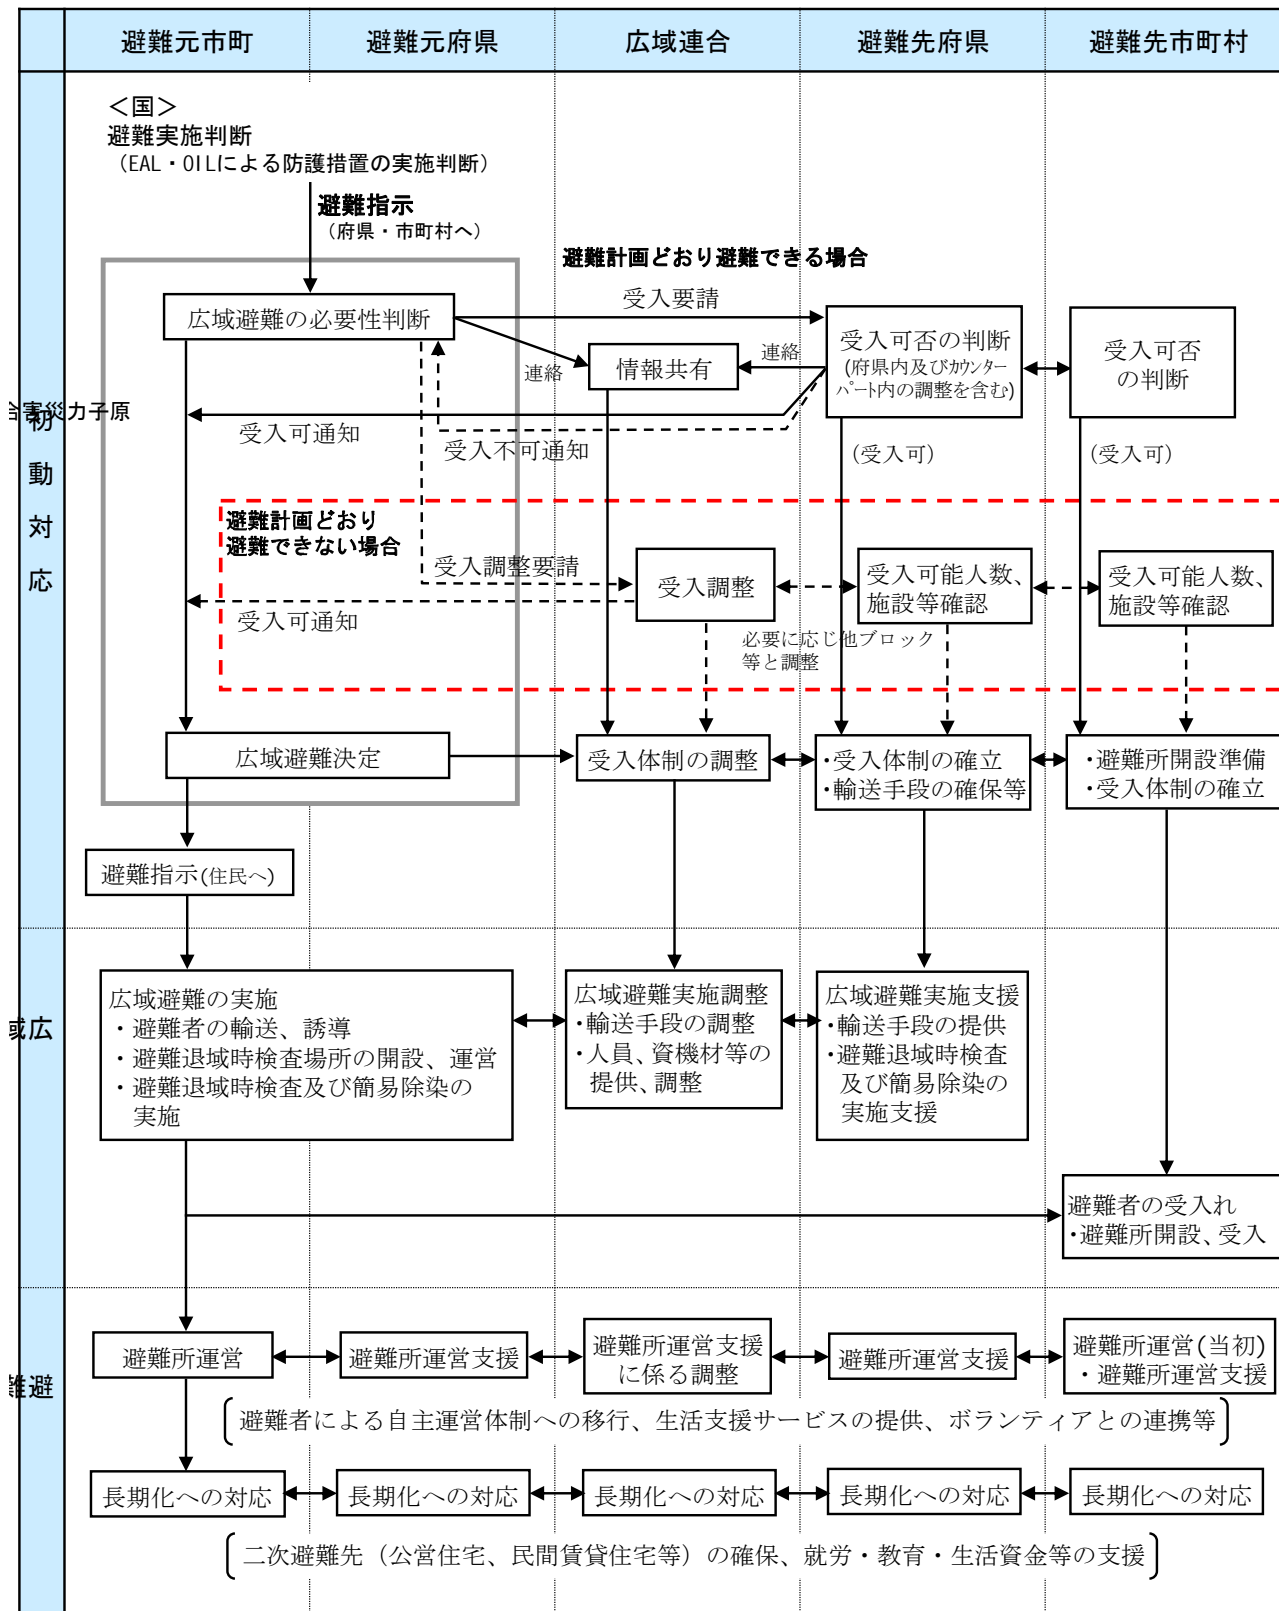 避難元市町
避難元府県
広域連合
避難先府県
避難先市町村
＜国＞
避難実施判断
（EAL・OILによる防護措置の実施判断）
避難指示
（府県・市町村へ）
避難計画どおり避難できる場合
広域避難の必要性判断
受入要請
連絡
情報共有
連絡
受入可否の判断
(府県内及びカウンター
パート内の調整を含む)
受入可否
の判断
受入可通知
受入不可通知
(受入可)
(受入可)
初動対応
避難計画どおり
避難できない場合
受入調整要請
受入調整
受入可能人数、
施設等確認
受入可能人数、
施設等確認
受入可通知
必要に応じ他ブロック
等と調整
広域避難決定
受入体制の調整
・受入体制の確立
・輸送手段の確保等
・避難所開設準備
・受入体制の確立
避難指示(住民へ)
広域避難の実施
・避難者の輸送、誘導
・避難退域時検査場所の開設、運営
・避難退域時検査及び簡易除染の
実施
広域避難実施調整
・輸送手段の調整
・人員、資機材等の
提供、調整
広域避難実施支援
・輸送手段の提供
・避難退域時検査
及び簡易除染の
実施支援
避難者の受入れ
・避難所開設、受入
避難所運営
避難所運営支援
避難所運営支援
に係る調整
避難所運営支援
避難所運営(当初)
・避難所運営支援
避難者による自主運営体制への移行、生活支援サービスの提供、ボランティアとの連携等
長期化への対応
長期化への対応
長期化への対応
長期化への対応
長期化への対応
二次避難先（公営住宅、民間賃貸住宅等）の確保、就労・教育・生活資金等の支援